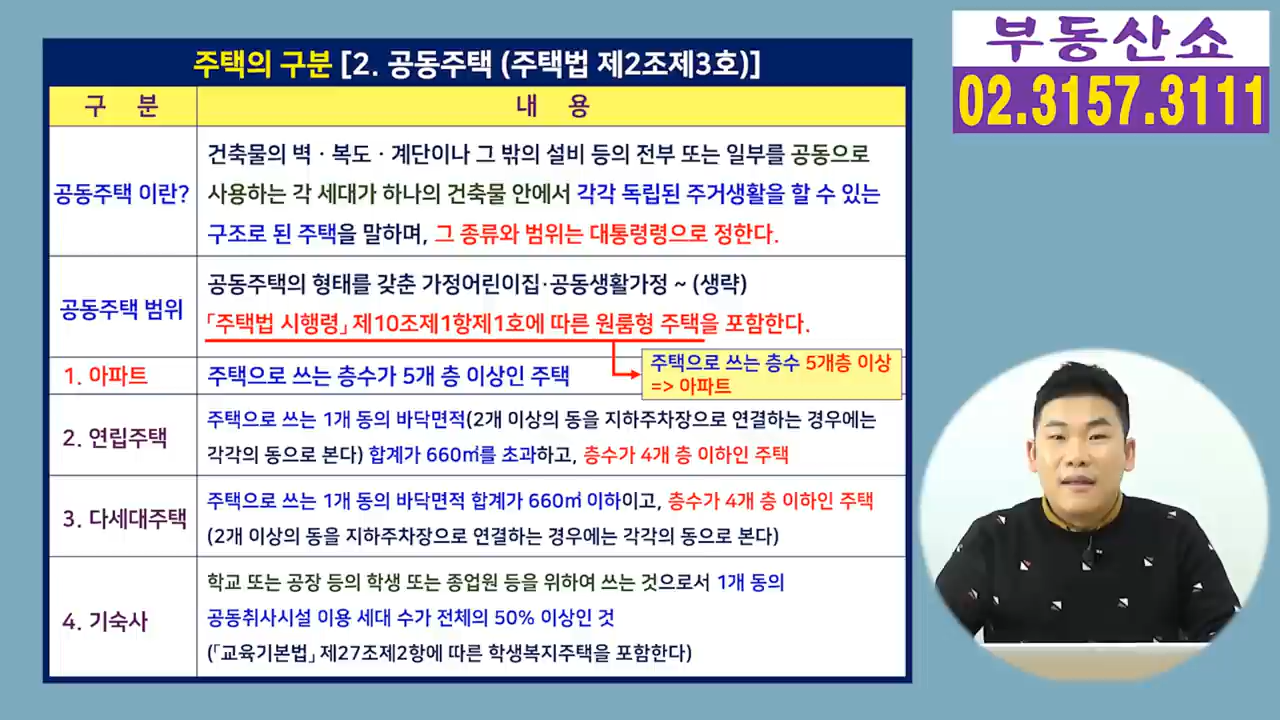 부동산쇼
02.3157.3111
주택의 구분 [2. 공동주택 (주택법 제2조제3호)]
구 분
내 용
공동주택 이란?
건축물의 벽 · 복도 · 계단이나 그 밖의 설비 등의 전부 또는 일부를 공동으로
사용하는 각 세대가 하나의 건축물 안에서 각각 독립된 주거생활을 할 수 있는
구조로 된 주택을 말하며, 그 종류와 범위는 대통령령으로 정한다.
공동주택 범위
공동주택의 형태를 갖춘 가정어린이집·공동생활가정 ~ (생략)
「주택법 시행령」 제10조제1항제1호에 따른 원룸형 주택을 포함한다.
1. 아파트
주택으로 쓰는 층수가 5개 층 이상인 주택
주택으로 쓰는 층수 5개층 이상
=> 아파트
2. 연립주택
주택으로 쓰는 1개 동의 바닥면적(2개 이상의 동을 지하주차장으로 연결하는 경우에는
각각의 동으로 본다) 합계가 660㎡를 초과하고, 층수가 4개 층 이하인 주택
3. 다세대주택
주택으로 쓰는 1개 동의 바닥면적 합계가 660㎡ 이하이고, 층수가 4개 층 이하인 주택
(2개 이상의 동을 지하주차장으로 연결하는 경우에는 각각의 동으로 본다)
4. 기숙사
학교 또는 공장 등의 학생 또는 종업원 등을 위하여 쓰는 것으로서 1개 동의
공동취사시설 이용 세대 수가 전체의 50% 이상인 것
(「교육기본법」 제27조제2항에 따른 학생복지주택을 포함한다)